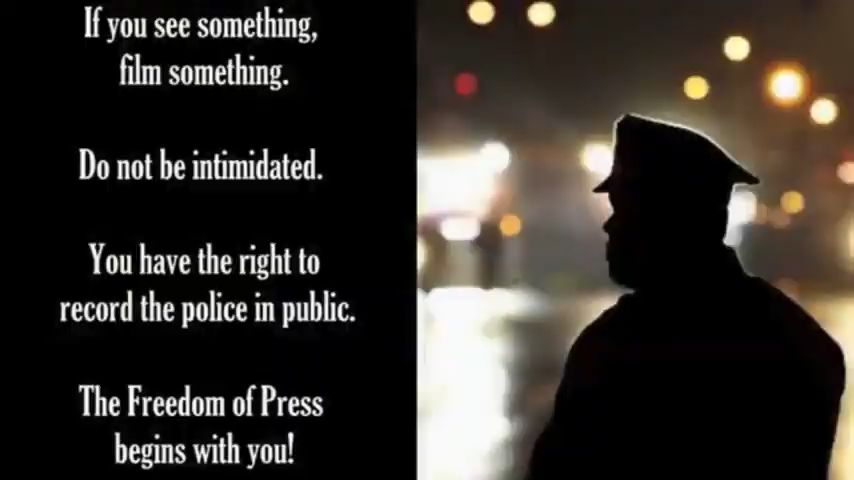 If you see something,
film something.
Do not be intimidated.
You have the right to
record the police in public.
The Freedom of Press
begins with you!